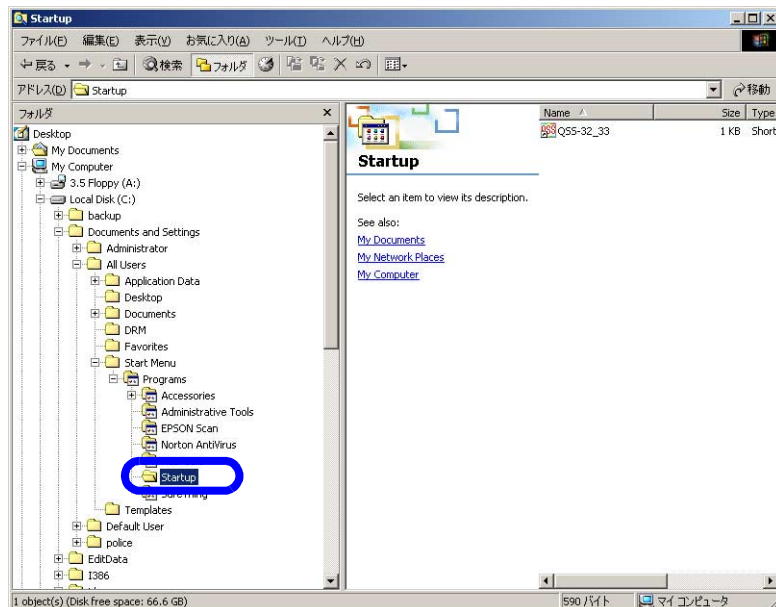 Startup
ファイル(F) 編集(E) 表示(V) お気に入り(A) ツール(T) ヘルプ(H)
戻る 検索 フォルダ
アドレス(D) Startup 移動
フォルダ
Desktop
My Documents
My Computer
3.5 Floppy (A:)
Local Disk (C:)
backup
Documents and Settings
Administrator
All Users
Application Data
Desktop
Documents
DRM
Favorites
Start Menu
Programs
Accessories
Administrative Tools
EPSON Scan
Norton AntiVirus
Startup
SureThing
Templates
Default User
police
EditData
I386
Startup
Select an item to view its description.
See also:
My Documents
My Network Places
My Computer
Name Size Type
QSS-32_33 1 KB Short
1 object(s) (Disk free space: 66.6 GB) 590 バイト マイ コンピュータ